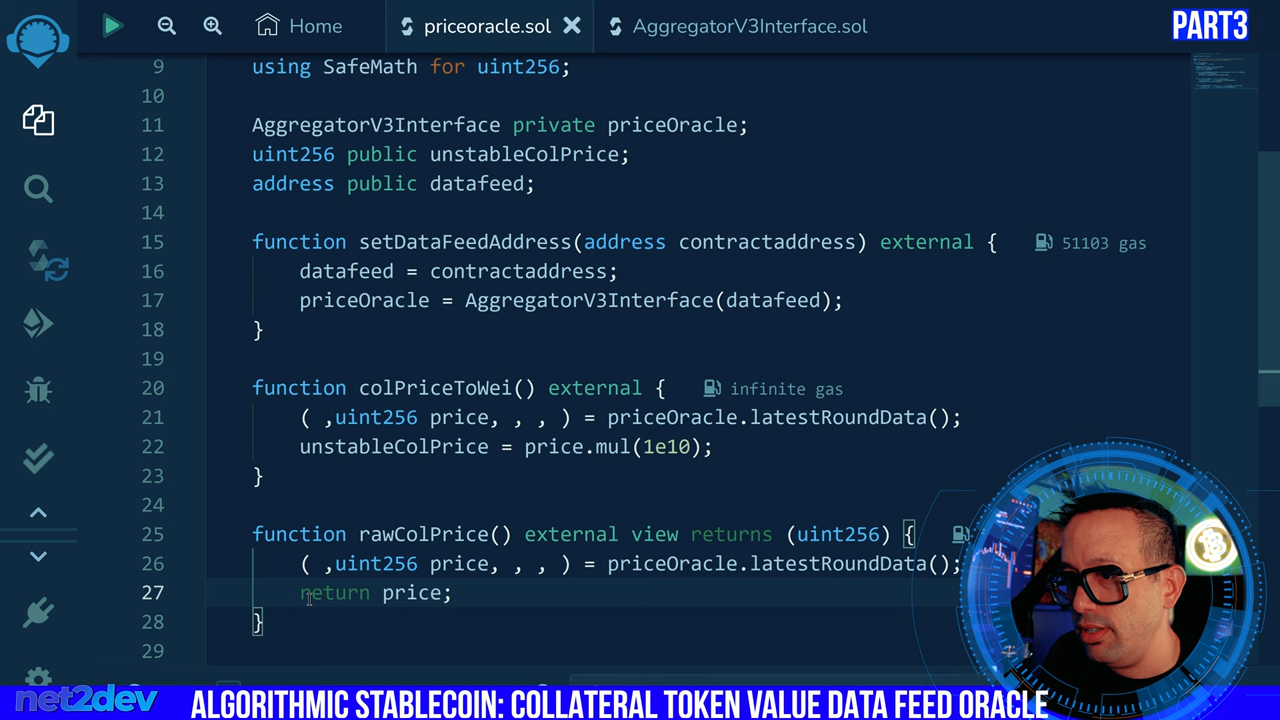 Home
priceoracle.sol
AggregatorV3Interface.sol
PART3
9 using SafeMath for uint256;
10
11 AggregatorV3Interface private priceOracle;
12 uint256 public unstableColPrice;
13 address public datafeed;
14
15 function setDataFeedAddress(address contractaddress) external { 51103 gas
16 datafeed = contractaddress;
17 priceOracle = AggregatorV3Interface(datafeed);
18 }
19
20 function colPriceToWei() external { infinite gas
21 ( ,uint256 price, , , ) = priceOracle.latestRoundData();
22 unstableColPrice = price.mul(1e10);
23 }
24
25 function rawColPrice() external view returns (uint256) {
26 ( ,uint256 price, , , ) = priceOracle.latestRoundData();
27 return price;
28 }
29
net2dev
ALGORITHMIC STABLECOIN: COLLATERAL TOKEN VALUE DATA FEED ORACLE